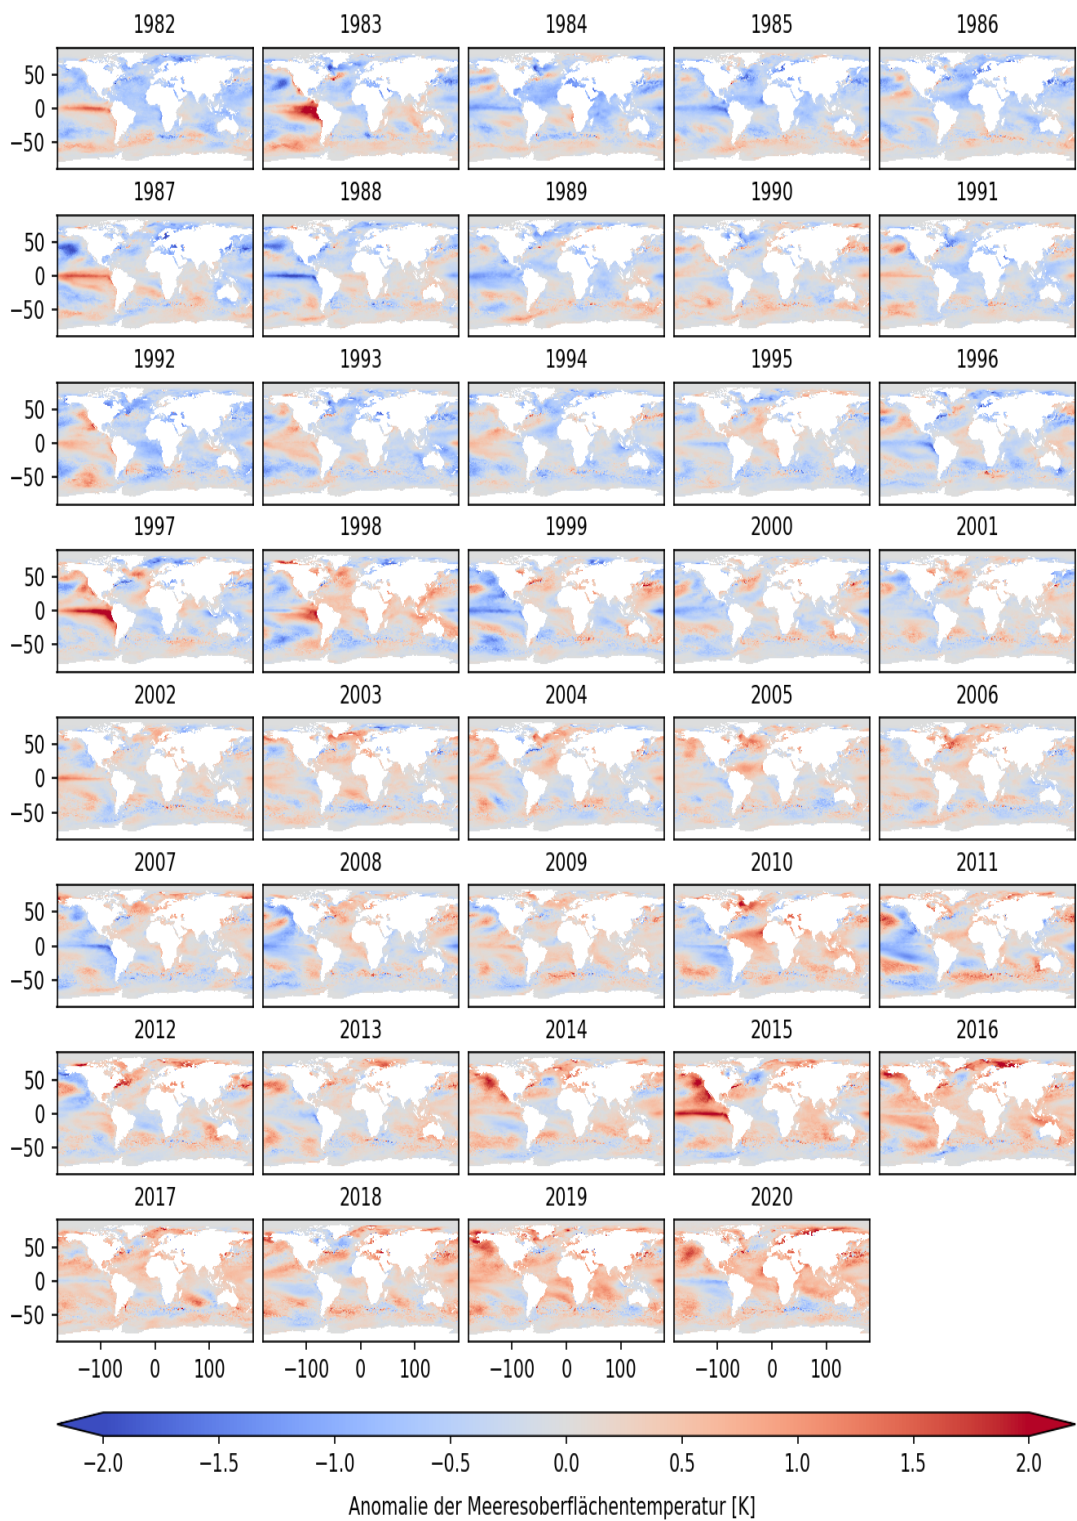 1982 1983 1984 1985 1986
50
0
−50
1987 1988 1989 1990 1991
50
0
−50
1992 1993 1994 1995 1996
50
0
−50
1997 1998 1999 2000 2001
50
0
−50
2002 2003 2004 2005 2006
50
0
−50
2007 2008 2009 2010 2011
50
0
−50
2012 2013 2014 2015 2016
50
0
−50
2017 2018 2019 2020
50
0
−50
−100 0 100 −100 0 100 −100 0 100 −100 0 100
−2.0 −1.5 −1.0 −0.5 0.0 0.5 1.0 1.5 2.0
Anomalie der Meeresoberflächentemperatur [K]